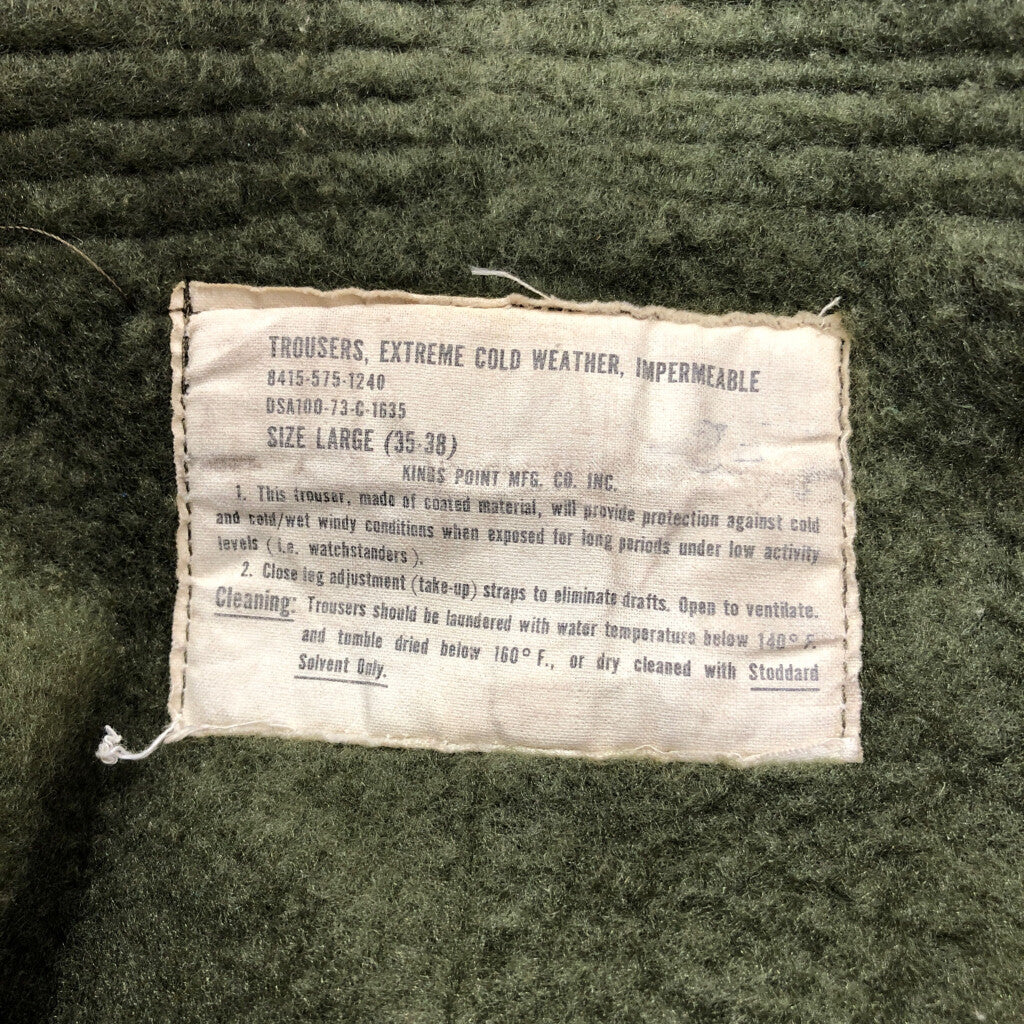 TROUSERS, EXTREME COLD WEATHER, IMPERMEABLE
8415-575-1240
DSA100-73-C-1635
SIZE LARGE (35-38)
KINGS POINT MFG. CO. INC.
1. This trouser, made of coated material, will provide protection against cold
and cold/wet windy conditions when exposed for long periods under low activity
levels (i.e. watchstanders).
2. Close leg adjustment (take-up) straps to eliminate drafts. Open to ventilate.
Cleaning: Trousers should be laundered with water temperature below 140° F.
and tumble dried below 160° F., or dry cleaned with Stoddard
Solvent Only.